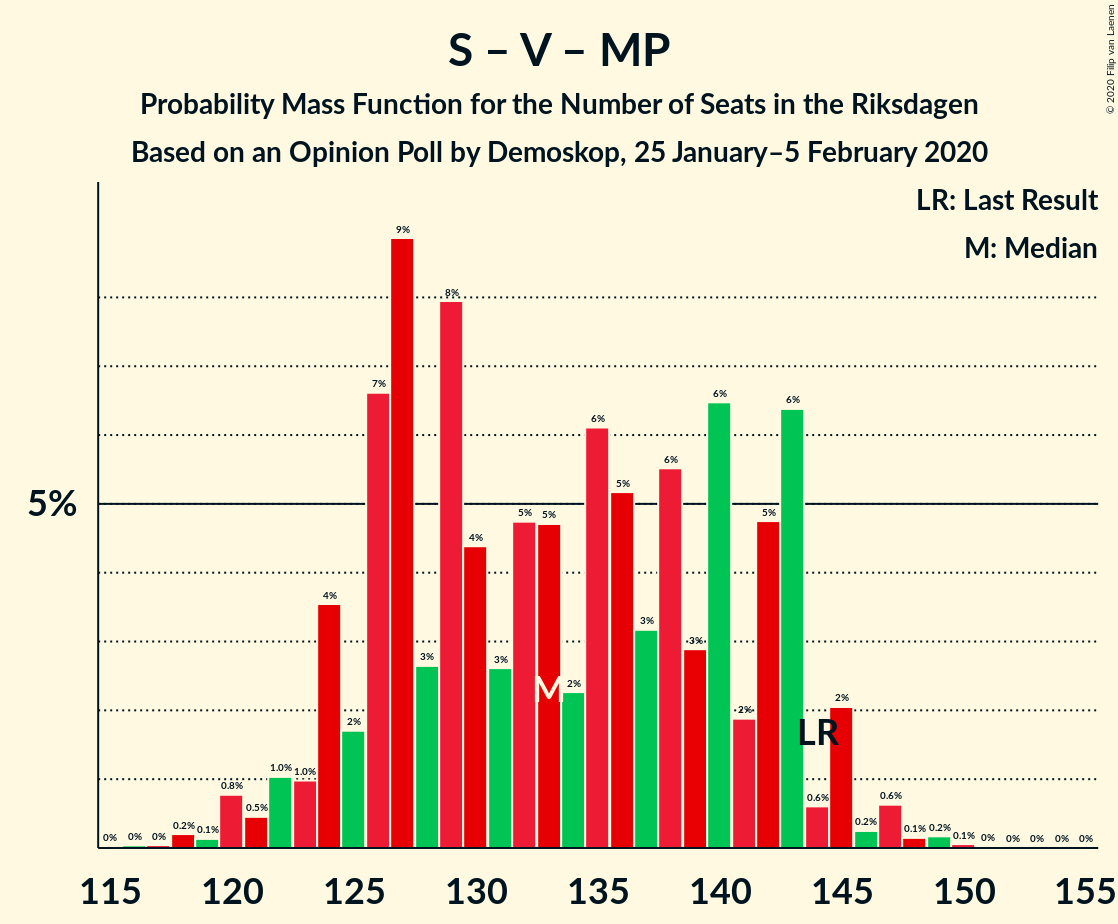 S – V – MP
Probability Mass Function for the Number of Seats in the Riksdagen
Based on an Opinion Poll by Demoskop, 25 January–5 February 2020
© 2020 Filip van Laenen
LR: Last Result
M: Median
5%
0% 0% 0% 0.2% 0.1% 0.8% 0.5% 1.0% 1.0% 4% 2% 7% 9% 3% 8% 4% 3% 5% 5% 2% 6% 5% 3% 6% 3% 6% 2% 5% 6% 0.6% 2% 0.2% 0.6% 0.1% 0.2% 0.1% 0% 0% 0% 0% 0%
M
LR
115 120 125 130 135 140 145 150 155